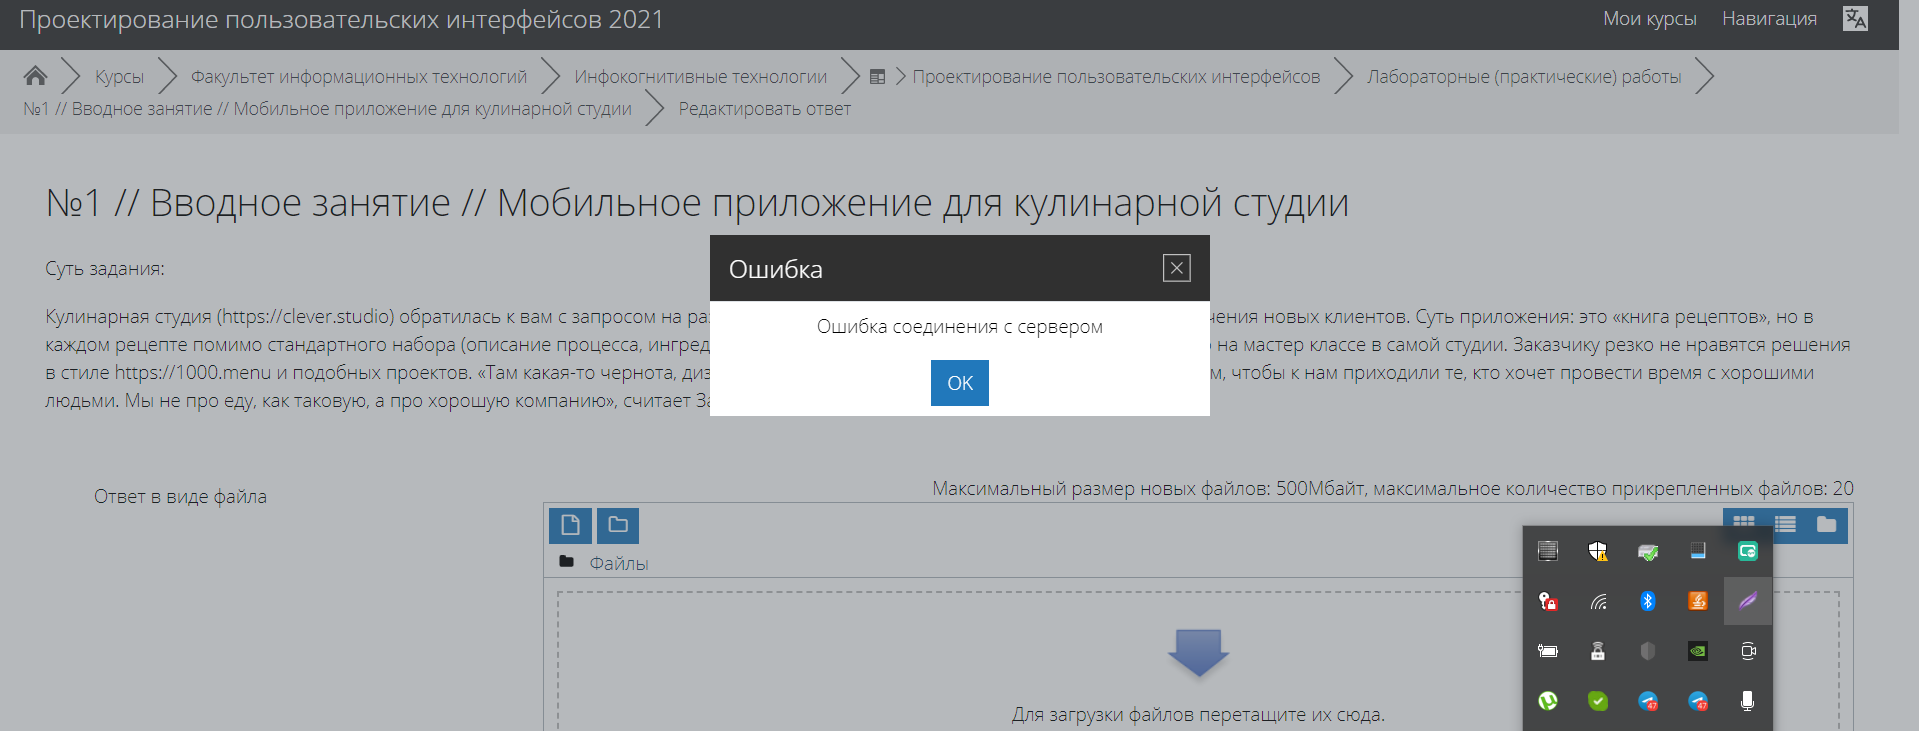 Проектирование пользовательских интерфейсов 2021
Мои курсы Навигация
Курсы Факультет информационных технологий Инфокогнитивные технологии Проектирование пользовательских интерфейсов Лабораторные (практические) работы
№1 // Вводное занятие // Мобильное приложение для кулинарной студии Редактировать ответ
№1 // Вводное занятие // Мобильное приложение для кулинарной студии
Суть задания:
Кулинарная студия (https://clever.studio) обратилась к вам с запросом на раз чения новых клиентов. Суть приложения: это «книга рецептов», но в
каждом рецепте помимо стандартного набора (описание процесса, ингред на мастер классе в самой студии. Заказчику резко не нравятся решения
в стиле https://1000.menu и подобных проектов. «Там какая-то чернота, диз м, чтобы к нам приходили те, кто хочет провести время с хорошими
людьми. Мы не про еду, как таковую, а про хорошую компанию», считает За
Ошибка
Ошибка соединения с сервером
OK
Ответ в виде файла
Максимальный размер новых файлов: 500Мбайт, максимальное количество прикрепленных файлов: 20
Файлы
Для загрузки файлов перетащите их сюда.
47 47